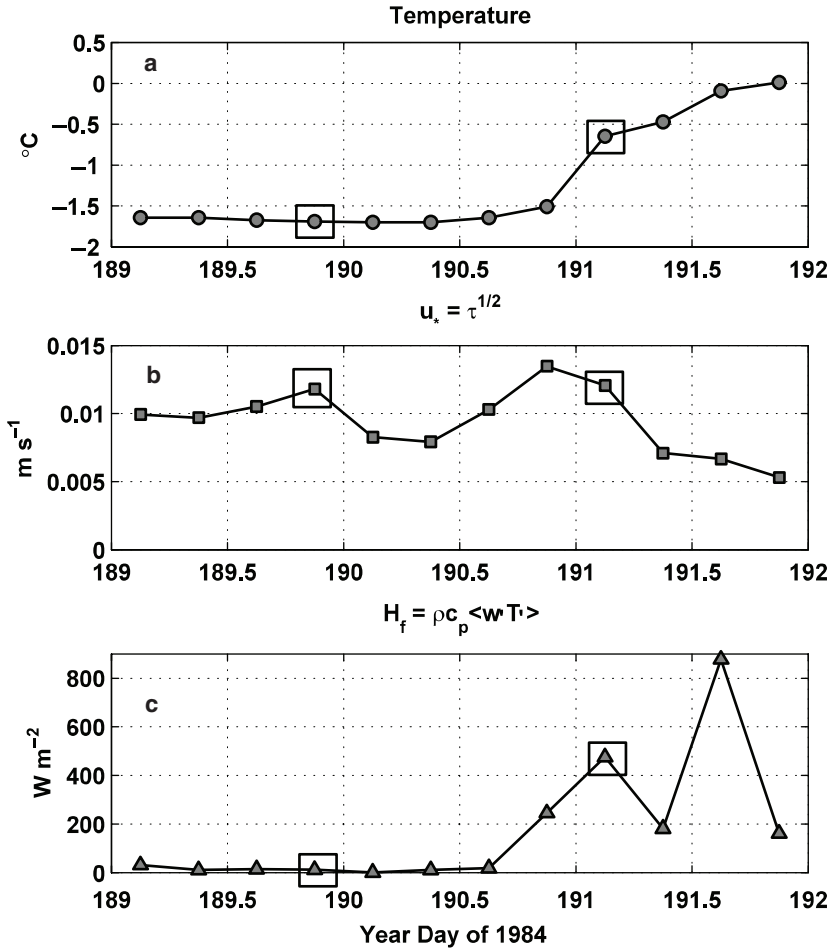 Temperature
a
0.5
0
−0.5
−1
−1.5
−2
°C
189 189.5 190 190.5 191 191.5 192
u* = τ1/2
b
0.015
0.01
0.005
0
m s−1
189 189.5 190 190.5 191 191.5 192
Hf = ρcp<w'T'>
c
800
600
400
200
0
W m−2
189 189.5 190 190.5 191 191.5 192
Year Day of 1984